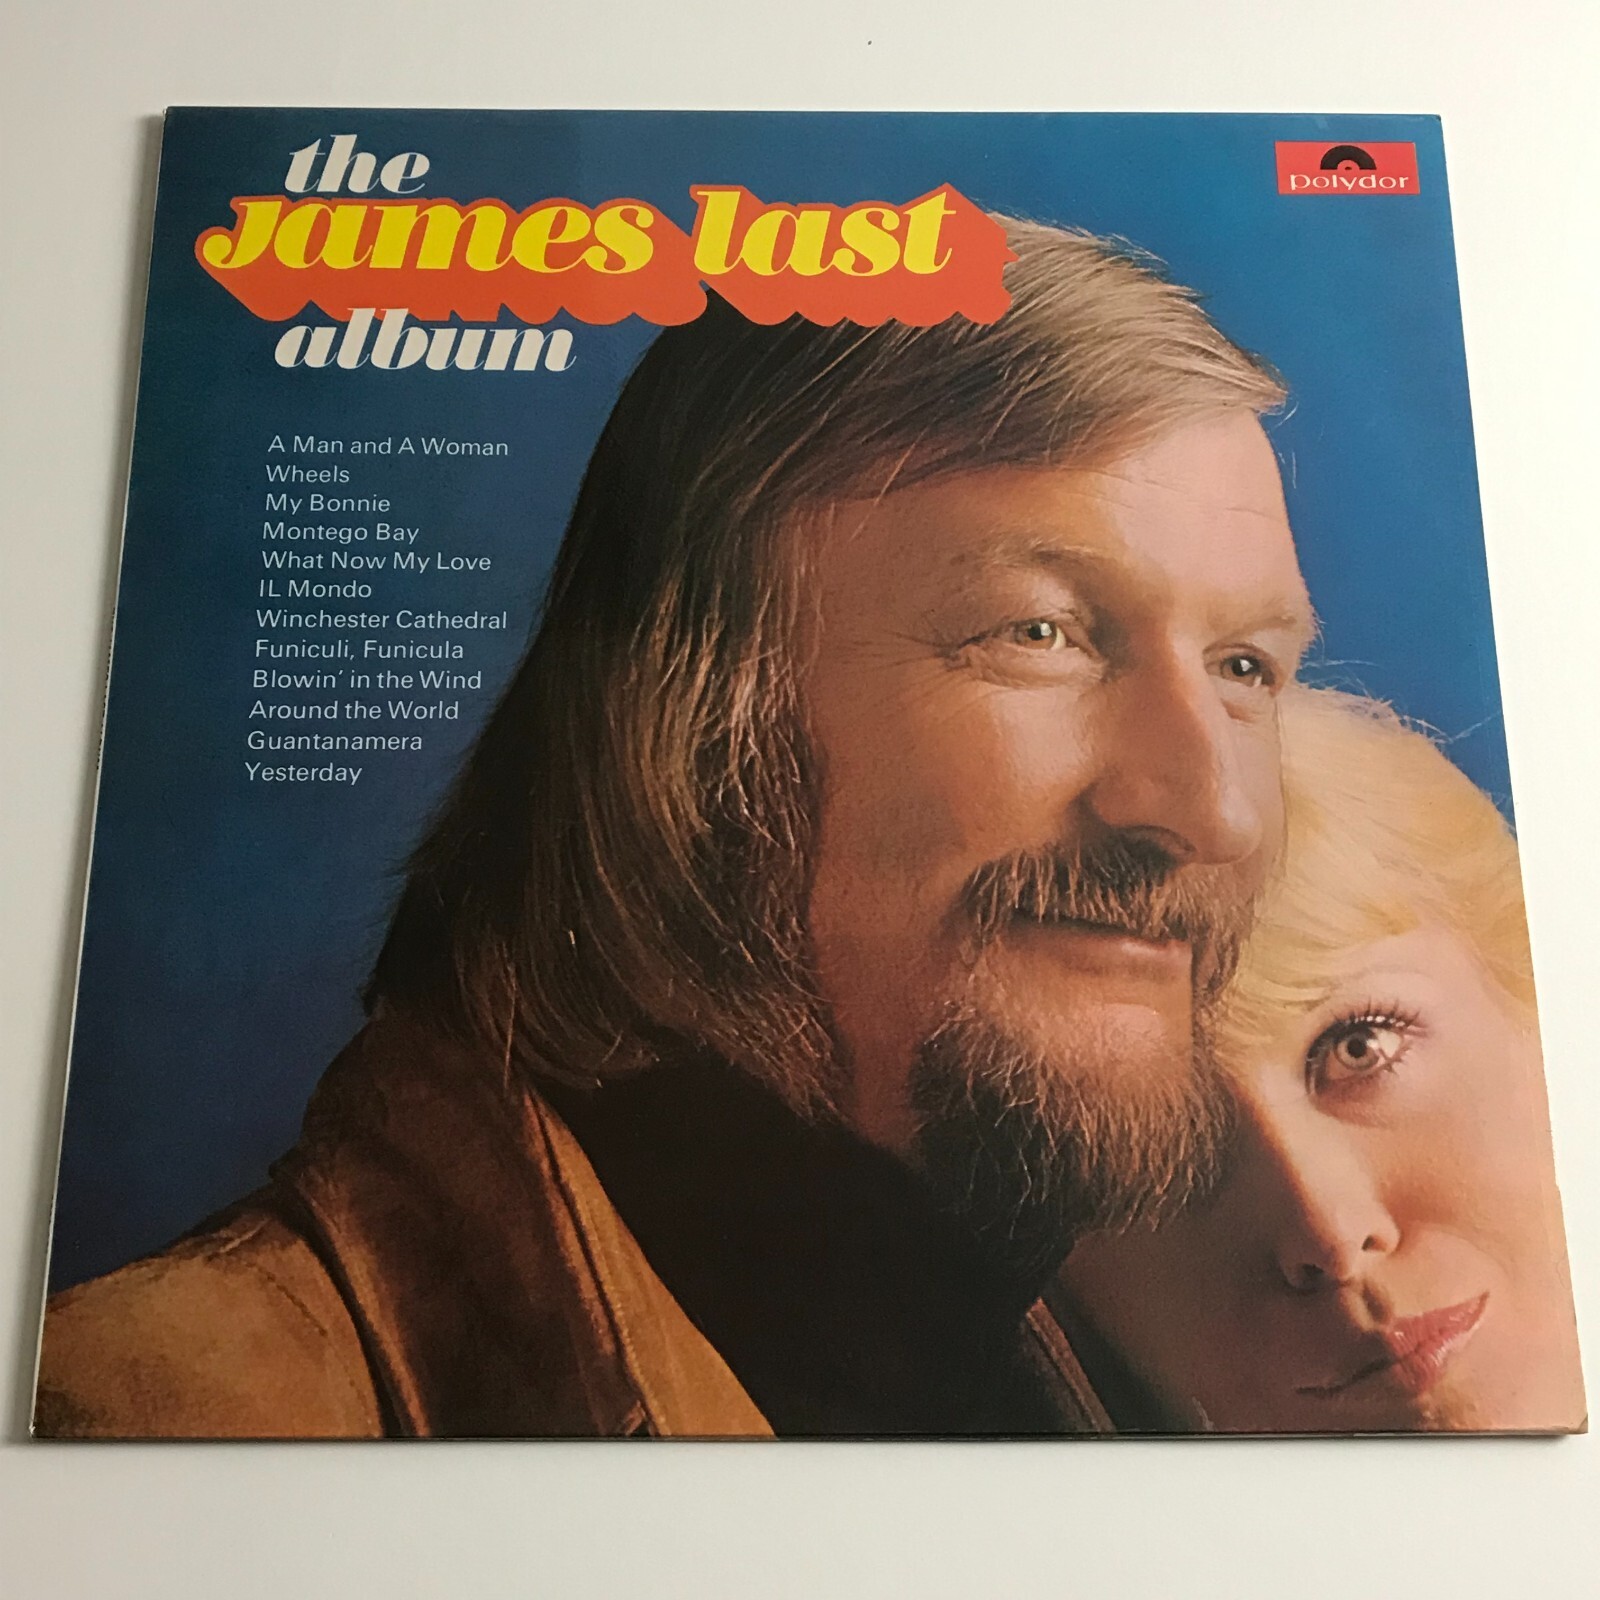 the
james last
album
polydor
A Man and A Woman
Wheels
My Bonnie
Montego Bay
What Now My Love
IL Mondo
Winchester Cathedral
Funiculi, Funicula
Blowin' in the Wind
Around the World
Guantanamera
Yesterday